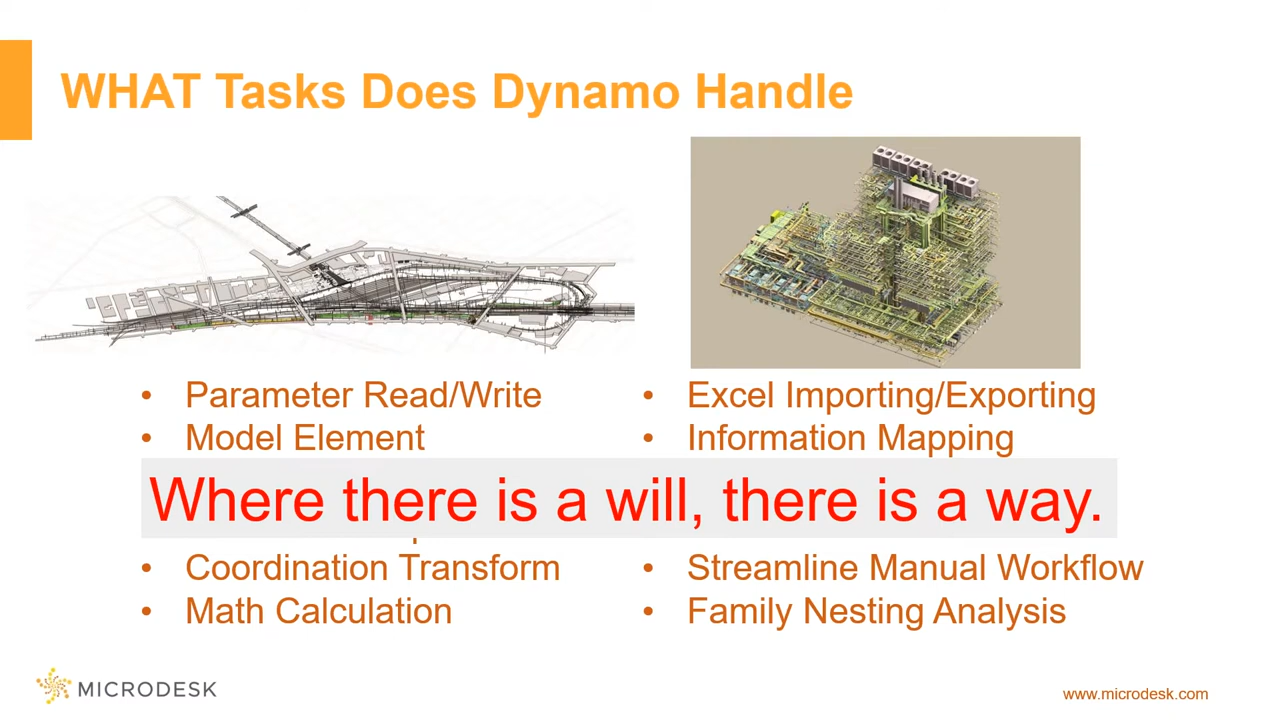 WHAT Tasks Does Dynamo Handle
Parameter Read/Write
Model Element
Excel Importing/Exporting
Information Mapping
Where there is a will, there is a way.
Coordination Transform
Math Calculation
Streamline Manual Workflow
Family Nesting Analysis
MICRODESK
www.microdesk.com